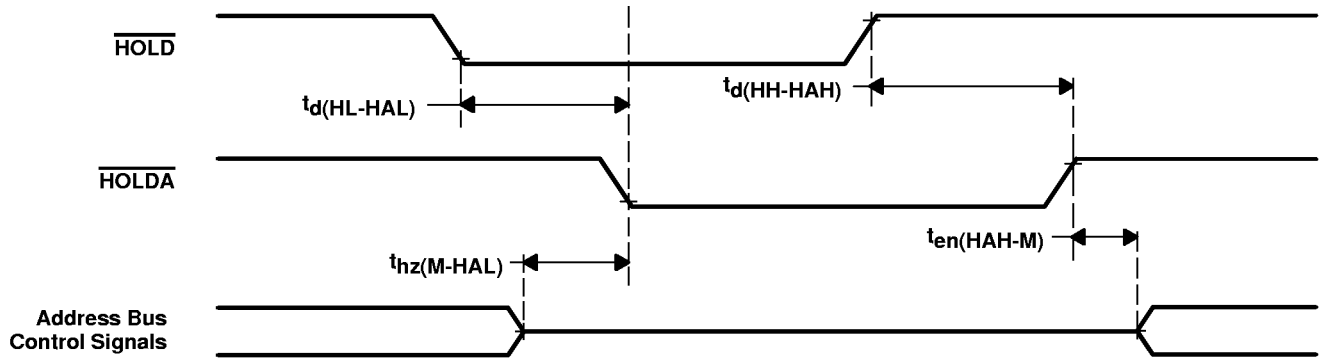 HOLD
td(HL-HAL)
td(HH-HAH)
HOLDA
ten(HAH-M)
thz(M-HAL)
Address Bus
Control Signals